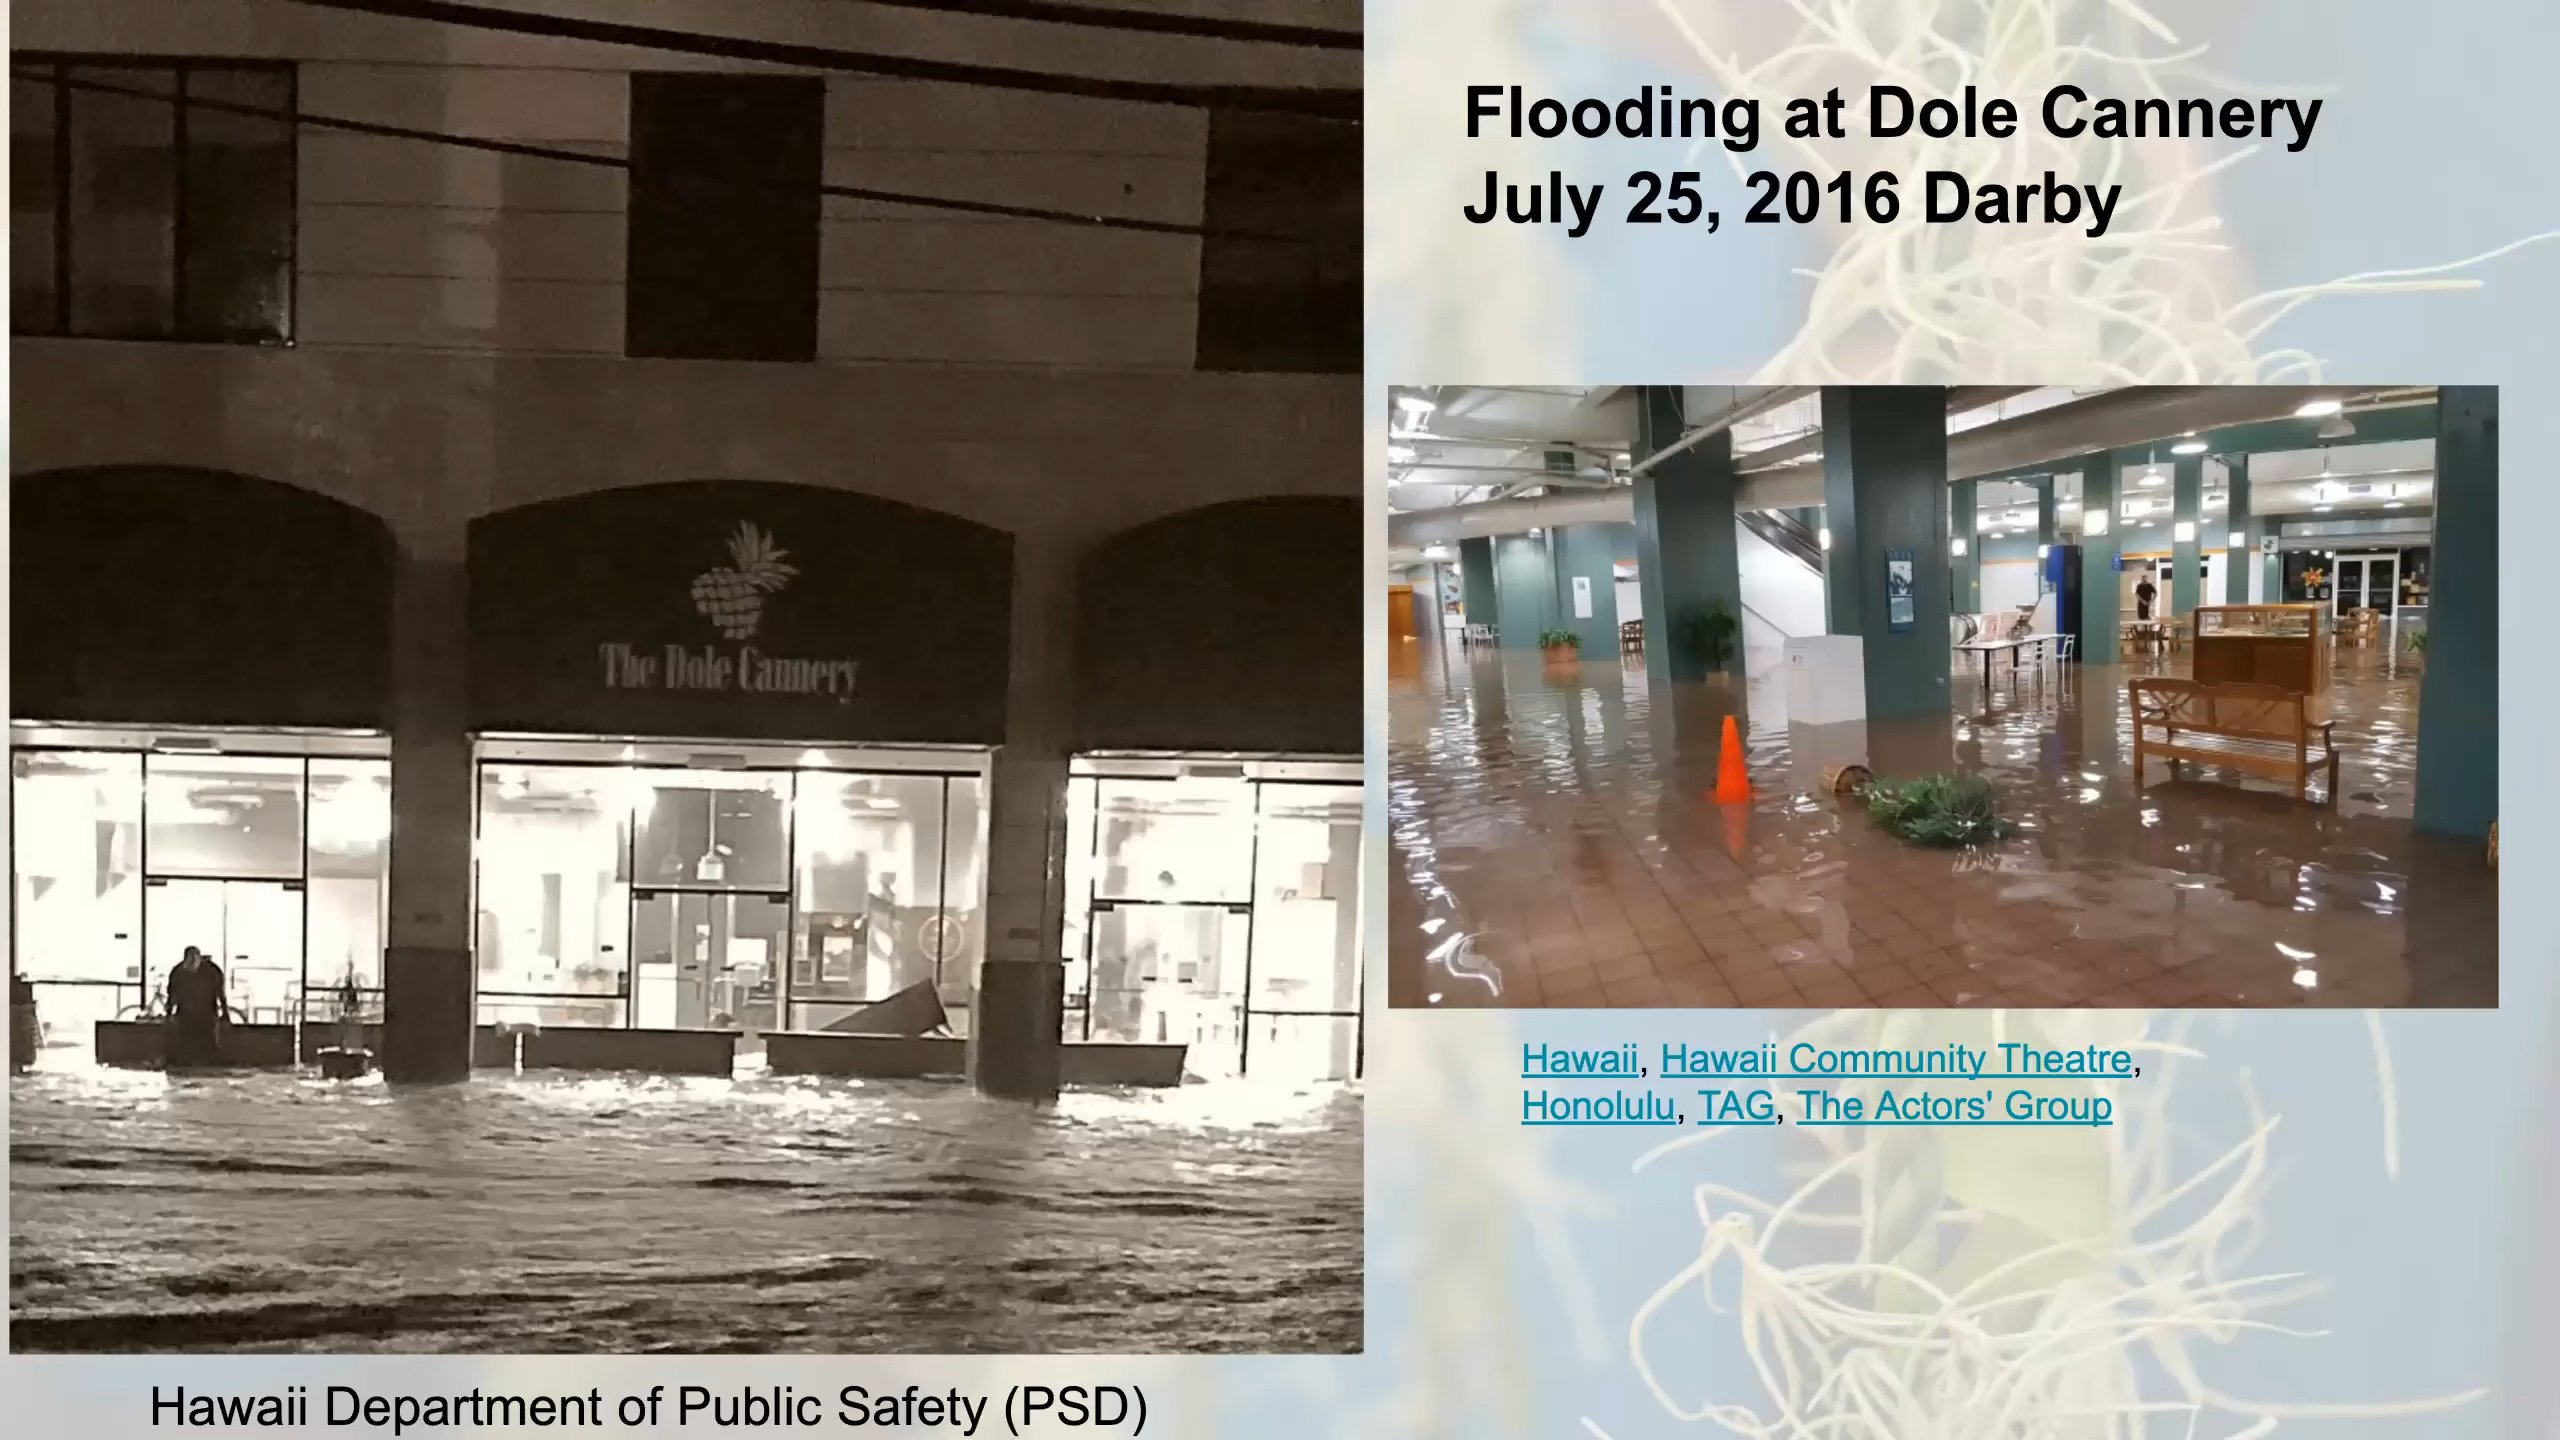 Flooding at Dole Cannery
July 25, 2016 Darby
The Dole Cannery
Hawaii, Hawaii Community Theatre,
Honolulu, TAG, The Actors' Group
Hawaii Department of Public Safety (PSD)